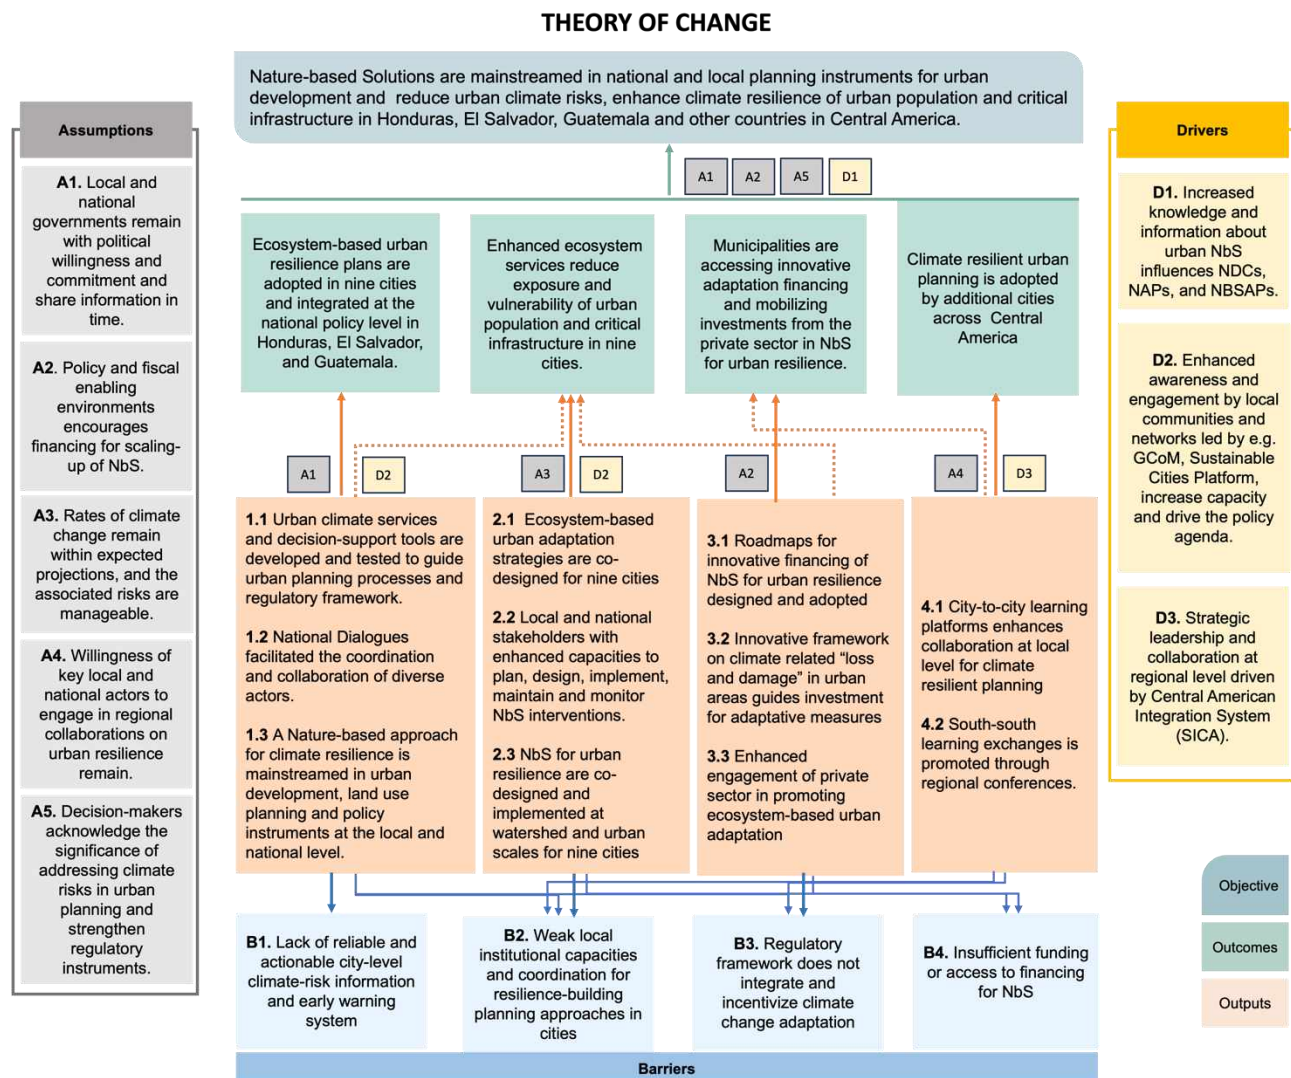 THEORY OF CHANGE
Nature-based Solutions are mainstreamed in national and local planning instruments for urban
development and reduce urban climate risks, enhance climate resilience of urban population and critical
infrastructure in Honduras, El Salvador, Guatemala and other countries in Central America.
Assumptions
A1. Local and
national
governments remain
with political
willingness and
commitment and
share information in
time.
A2. Policy and fiscal
enabling
environments
encourages
financing for scaling-
up of NbS.
A3. Rates of climate
change remain
within expected
projections, and the
associated risks are
manageable.
A4. Willingness of
key local and
national actors to
engage in regional
collaborations on
urban resilience
remain.
A5. Decision-makers
acknowledge the
significance of
addressing climate
risks in urban
planning and
strengthen
regulatory
instruments.
A1
A2
A5
D1
Ecosystem-based urban
resilience plans are
adopted in nine cities
and integrated at the
national policy level in
Honduras, El Salvador,
and Guatemala.
Enhanced ecosystem
services reduce
exposure and
vulnerability of urban
population and critical
infrastructure in nine
cities.
Municipalities are
accessing innovative
adaptation financing
and mobilizing
investments from the
private sector in NbS
for urban resilience.
Climate resilient urban
planning is adopted
by additional cities
across Central
America
A1
D2
A3
D2
A2
A4
D3
1.1 Urban climate services
and decision-support tools are
developed and tested to guide
urban planning processes and
regulatory framework.
1.2 National Dialogues
facilitated the coordination
and collaboration of diverse
actors.
1.3 A Nature-based approach
for climate resilience is
mainstreamed in urban
development, land use
planning and policy
instruments at the local and
national level.
2.1 Ecosystem-based
urban adaptation
strategies are co-
designed for nine cities
2.2 Local and national
stakeholders with
enhanced capacities to
plan, design, implement,
maintain and monitor
NbS interventions.
2.3 NbS for urban
resilience are co-
designed and
implemented at
watershed and urban
scales for nine cities
3.1 Roadmaps for
innovative financing of
NbS for urban resilience
designed and adopted
3.2 Innovative framework
on climate related “loss
and damage” in urban
areas guides investment
for adaptative measures
3.3 Enhanced
engagement of private
sector in promoting
ecosystem-based urban
adaptation
4.1 City-to-city learning
platforms enhances
collaboration at local
level for climate
resilient planning
4.2 South-south
learning exchanges is
promoted through
regional conferences.
B1. Lack of reliable and
actionable city-level
climate-risk information
and early warning
system
B2. Weak local
institutional capacities
and coordination for
resilience-building
planning approaches in
cities
B3. Regulatory
framework does not
integrate and
incentivize climate
change adaptation
B4. Insufficient funding
or access to financing
for NbS
Barriers
Drivers
D1. Increased
knowledge and
information about
urban NbS
influences NDCs,
NAPs, and NBSAPs.
D2. Enhanced
awareness and
engagement by local
communities and
networks led by e.g.
GCoM, Sustainable
Cities Platform,
increase capacity
and drive the policy
agenda.
D3. Strategic
leadership and
collaboration at
regional level driven
by Central American
Integration System
(SICA).
Objective
Outcomes
Outputs